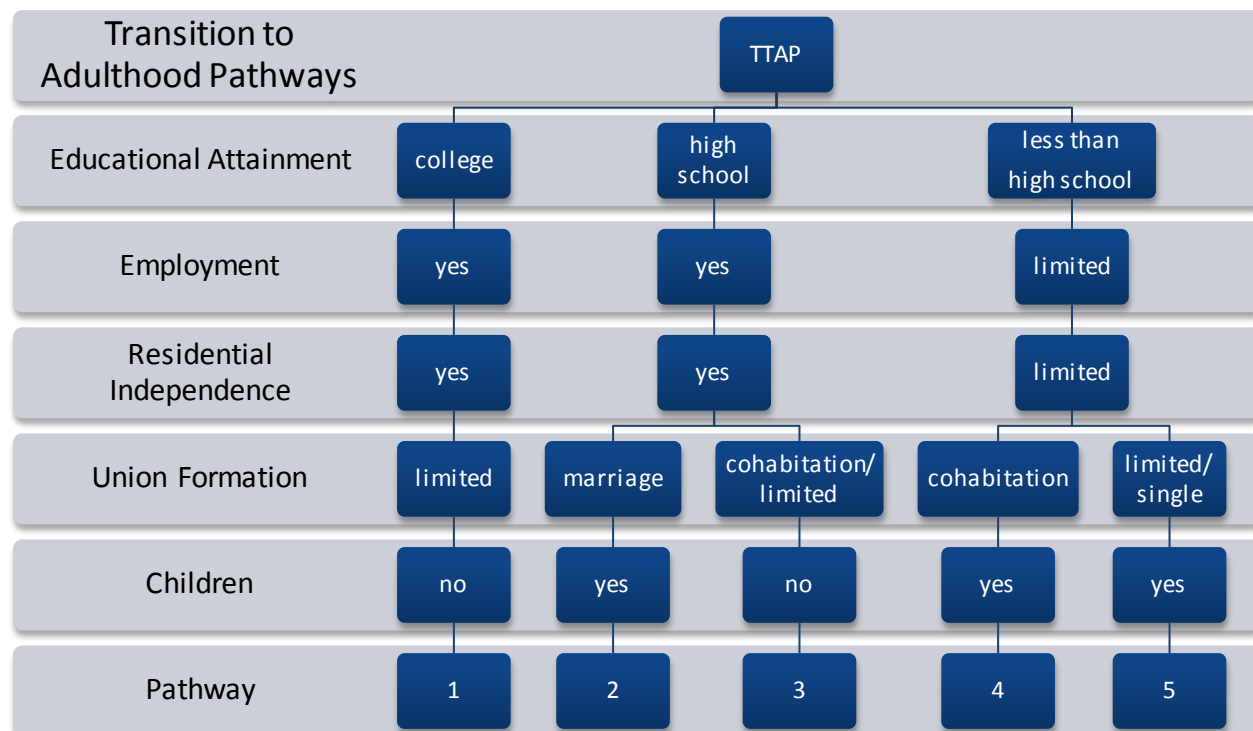 Transition to
Adulthood Pathways
TTAP
Educational Attainment
college
high
school
less than
high school
Employment
yes
yes
limited
Residential
Independence
yes
yes
limited
Union Formation
limited
marriage
cohabitation/
limited
cohabitation
limited/
single
Children
no
yes
no
yes
yes
Pathway
1
2
3
4
5